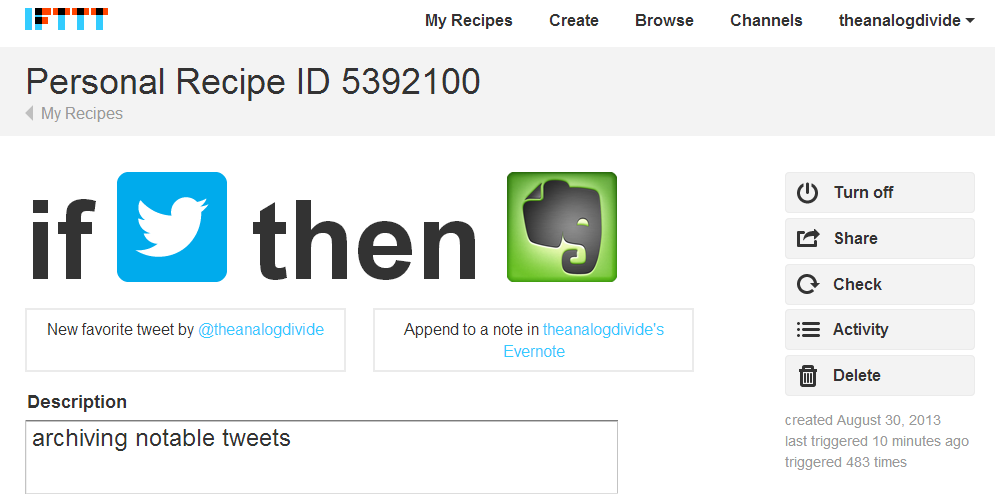 IFTTT
My Recipes Create Browse Channels theanalogdivide
Personal Recipe ID 5392100
My Recipes
if then
New favorite tweet by @theanalogdivide
Append to a note in theanalogdivide's
Evernote
Description
archiving notable tweets
Turn off
Share
Check
Activity
Delete
created August 30, 2013
last triggered 10 minutes ago
triggered 483 times